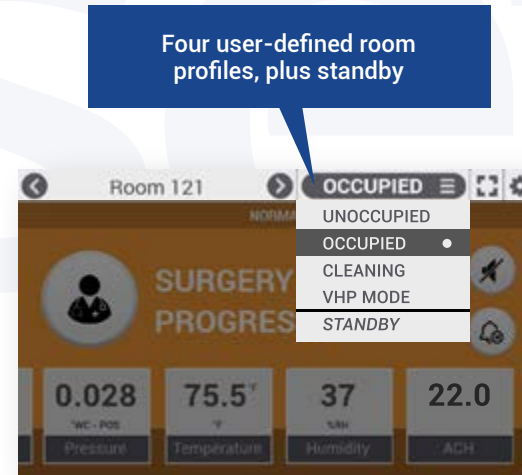 Four user-defined room
profiles, plus standby
Room 121
OCCUPIED
NORMA
UNOCCUPIED
OCCUPIED
CLEANING
VHP MODE
STANDBY
SURGERY
PROGRES
0.028
"WC - POS
Pressure
75.5°F
°F
Temperature
37
%RH
Humidity
22.0
ACH